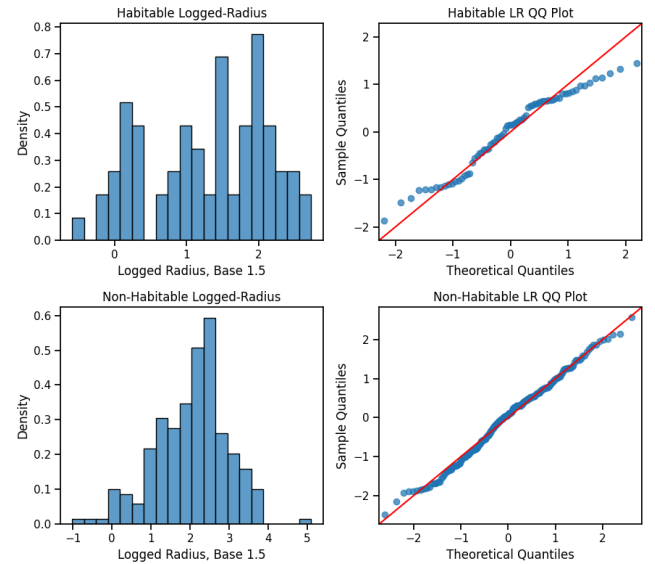 Habitable Logged-Radius
Density
0.8
0.7
0.6
0.5
0.4
0.3
0.2
0.1
0.0
0 1 2
Logged Radius, Base 1.5
Habitable LR QQ Plot
Sample Quantiles
2
1
0
−1
−2
−2 −1 0 1 2
Theoretical Quantiles
Non-Habitable Logged-Radius
Density
0.6
0.5
0.4
0.3
0.2
0.1
0.0
−1 0 1 2 3 4 5
Logged Radius, Base 1.5
Non-Habitable LR QQ Plot
Sample Quantiles
2
1
0
−1
−2
−2 −1 0 1 2
Theoretical Quantiles